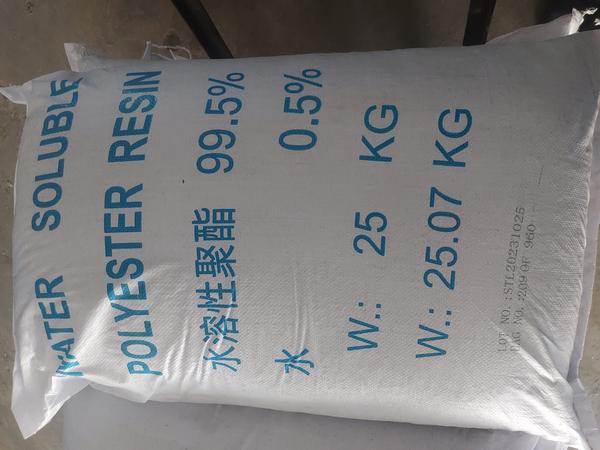 WATER SOLUBLE
POLYESTER RESIN
水溶性聚酯 99.5%
水 0.5%
W.: 25 KG
W.: 25.07 KG
LOT NO.:STL20231025
BAG NO.:209 OF 960